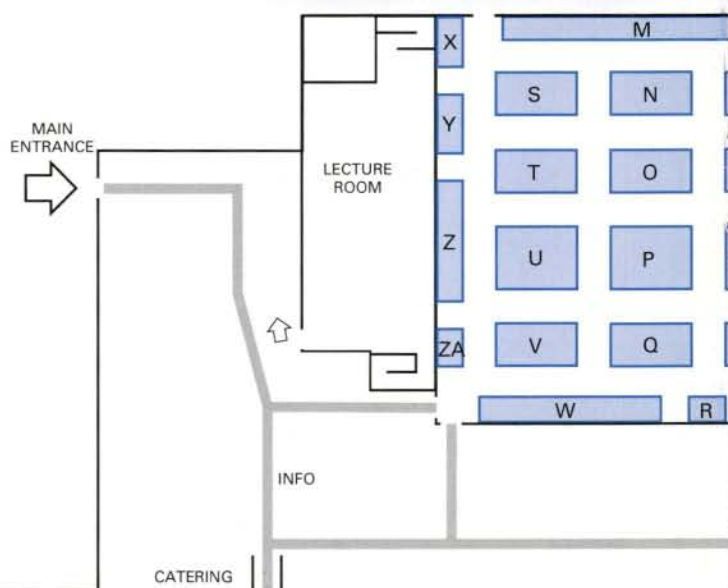 X
M
S
N
Y
MAIN
ENTRANCE
LECTURE
ROOM
T
O
Z
U
P
ZA
V
Q
W
R
INFO
CATERING